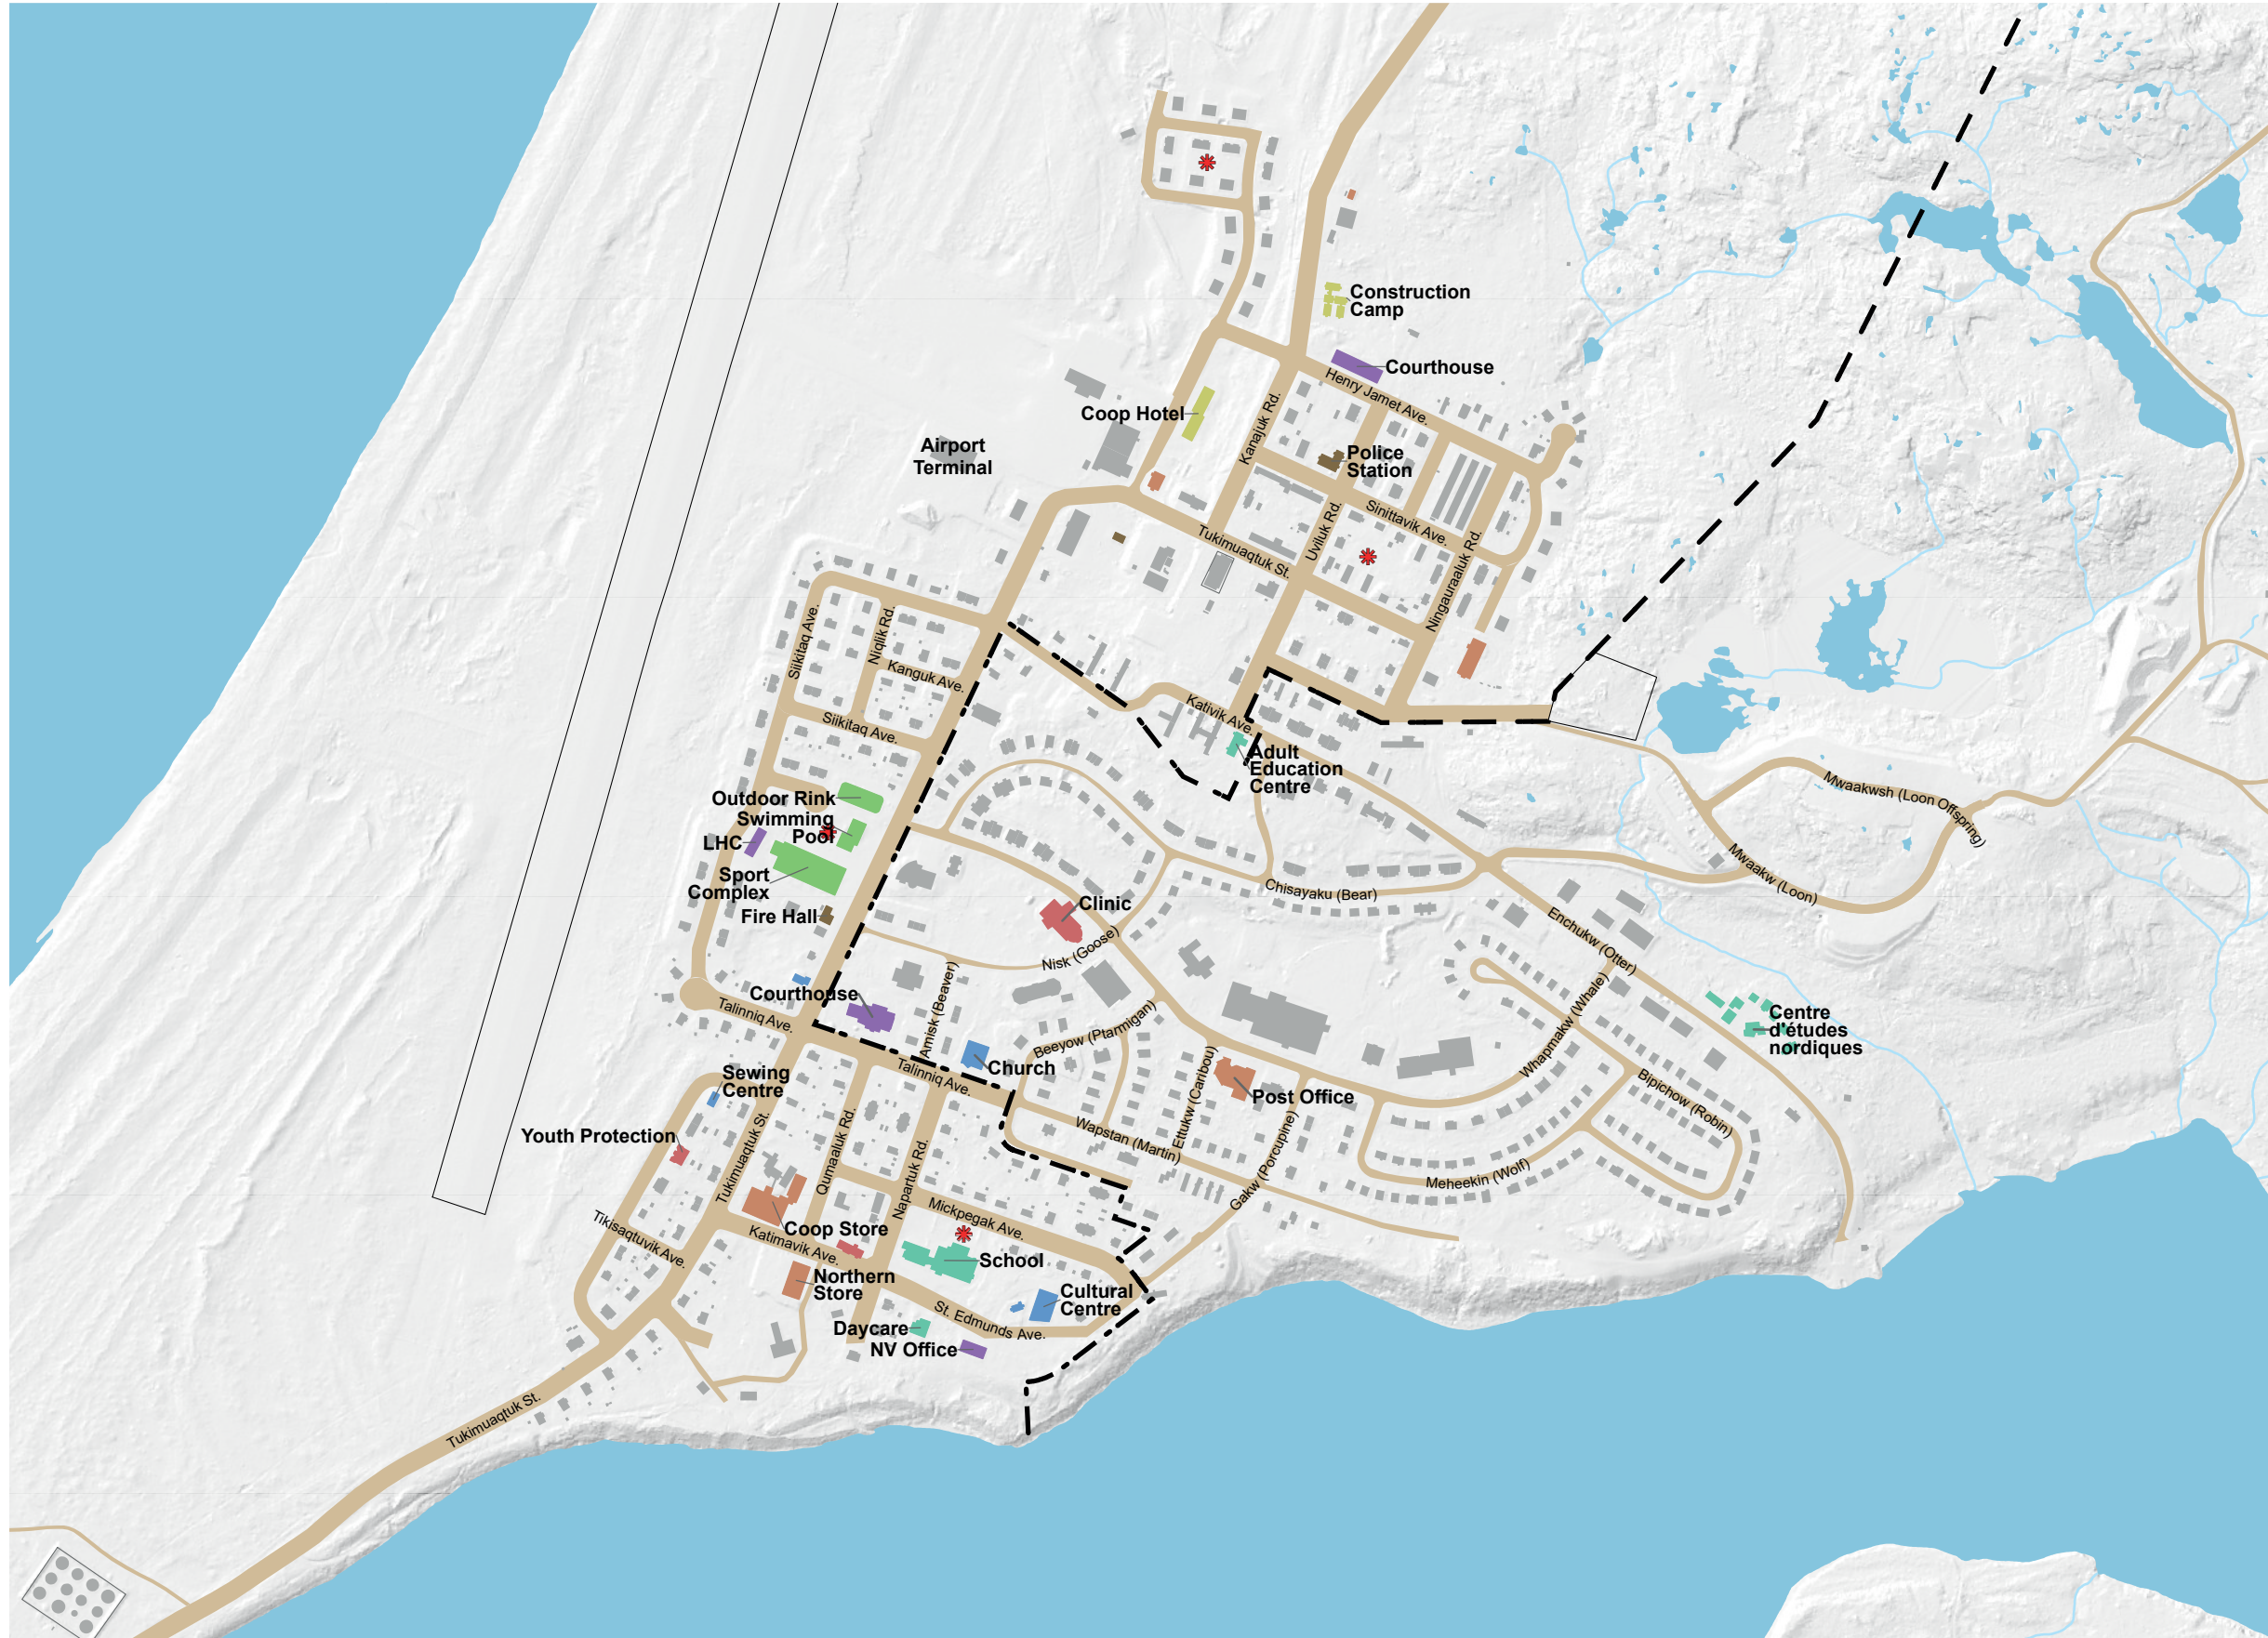 Construction
Camp
Courthouse
Henry Jamet Ave.
Coop Hotel
Kanajuk Rd.
Airport
Terminal
Police
Station
Sinittavik Ave.
Uviluk Rd.
Tukimuaqtuk St.
Ningauraaluk Rd.
Siikitaq Ave.
Niqlik Rd.
Kanguk Ave.
Siikitaq Ave.
Kativik Ave.
Adult
Education
Centre
Mwaakwsh (Loon Offspring)
Outdoor Rink
Swimming
Pool
LHC
Sport
Complex
Mwaakw (Loon)
Chisayaku (Bear)
Clinic
Fire Hall
Enchukw (Otter)
Nisk (Goose)
Courthouse
Amisk (Beaver)
Talinniq Ave.
Whapmakw (Whale)
Centre
d'études
nordiques
Beeyow (Ptarmigan)
Church
Talinniq Ave.
Sewing
Centre
Ettukw (Caribou)
Post Office
Bipichow (Robin)
Youth Protection
Tukimuaqtuk St.
Qumaaluk Rd.
Napartuk Rd.
Wapstan (Martin)
Gakw (Porcupine)
Meheekin (Wolf)
Coop Store
Mickpegak Ave.
Tikisaqtuvik Ave.
Katimavik Ave.
School
Northern
Store
Cultural
Centre
St. Edmunds Ave.
Daycare
NV Office
Tukimuaqtuk St.